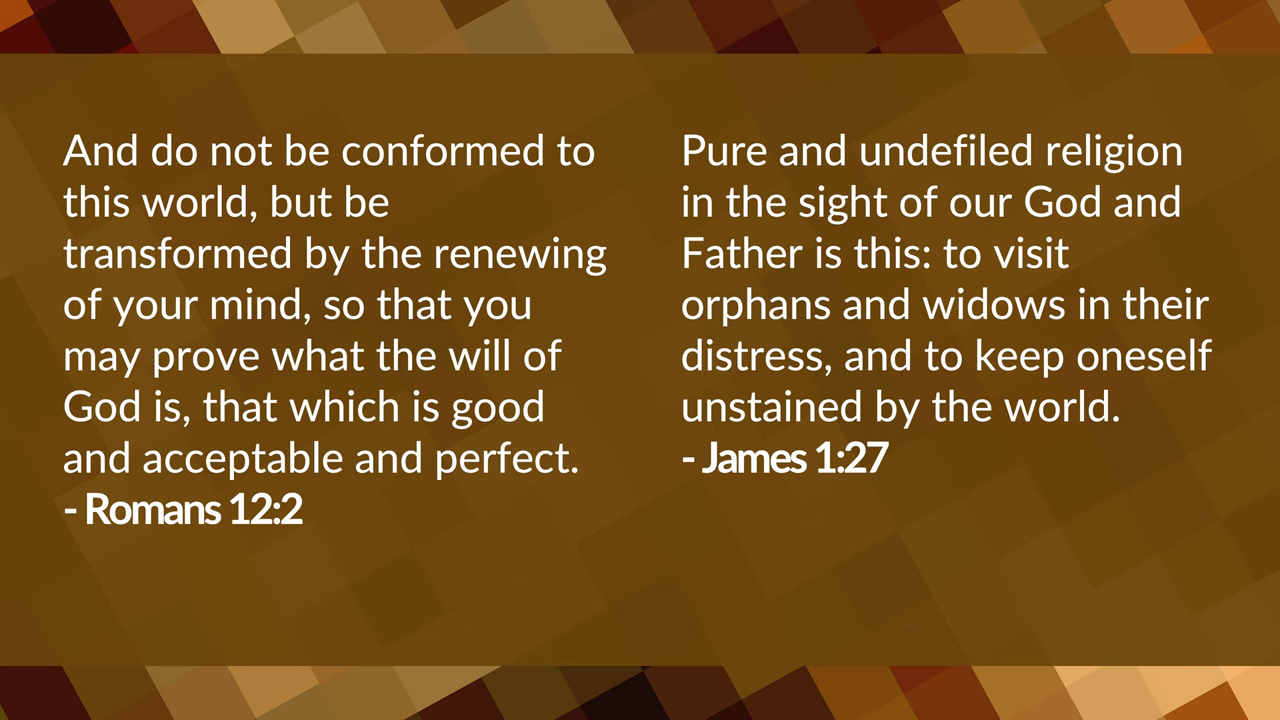 And do not be conformed to
this world, but be
transformed by the renewing
of your mind, so that you
may prove what the will of
God is, that which is good
and acceptable and perfect.
- Romans 12:2
Pure and undefiled religion
in the sight of our God and
Father is this: to visit
orphans and widows in their
distress, and to keep oneself
unstained by the world.
- James 1:27